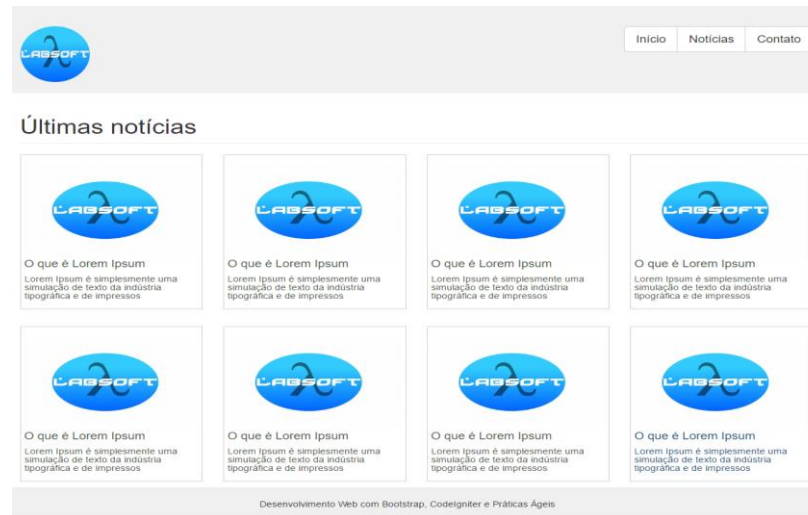 LABSOFT
Início Notícias Contato
Últimas notícias
LABSOFT LABSOFT LABSOFT LABSOFT
O que é Lorem Ipsum
Lorem Ipsum é simplesmente uma
simulação de texto da indústria
tipográfica e de impressos
O que é Lorem Ipsum
Lorem Ipsum é simplesmente uma
simulação de texto da indústria
tipográfica e de impressos
O que é Lorem Ipsum
Lorem Ipsum é simplesmente uma
simulação de texto da indústria
tipográfica e de impressos
O que é Lorem Ipsum
Lorem Ipsum é simplesmente uma
simulação de texto da indústria
tipográfica e de impressos
LABSOFT LABSOFT LABSOFT LABSOFT
O que é Lorem Ipsum
Lorem Ipsum é simplesmente uma
simulação de texto da indústria
tipográfica e de impressos
O que é Lorem Ipsum
Lorem Ipsum é simplesmente uma
simulação de texto da indústria
tipográfica e de impressos
O que é Lorem Ipsum
Lorem Ipsum é simplesmente uma
simulação de texto da indústria
tipográfica e de impressos
O que é Lorem Ipsum
Lorem Ipsum é simplesmente uma
simulação de texto da indústria
tipográfica e de impressos
Desenvolvimento Web com Bootstrap, CodeIgniter e Práticas Ágeis